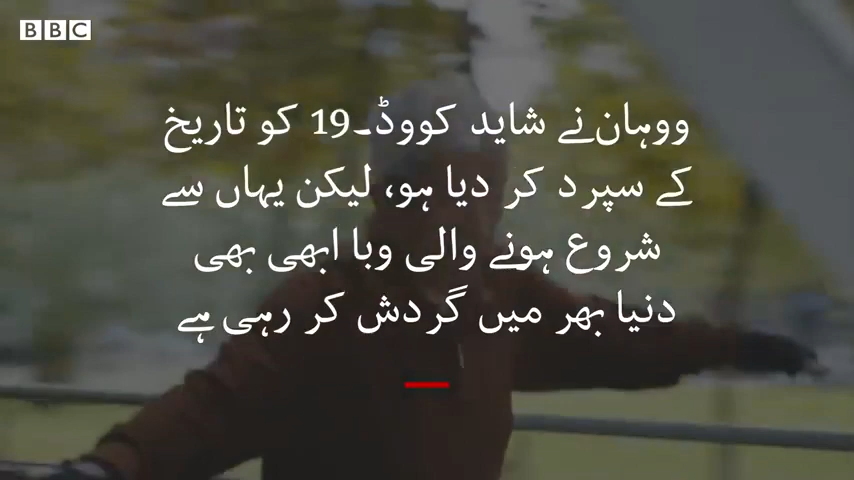 BBC
ووہان نے شاید کووڈ۔19 کو تاریخ
کے سپرد کر دیا ہو، لیکن یہاں سے
شروع ہونے والی وبا ابھی بھی
دنیا بھر میں گردش کر رہی ہے